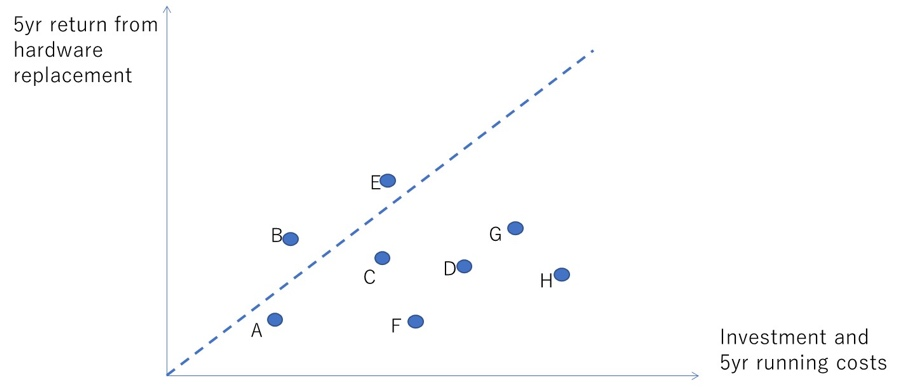 5yr return from
hardware
replacement
E
B
G
C
D
H
A
F
Investment and
5yr running costs